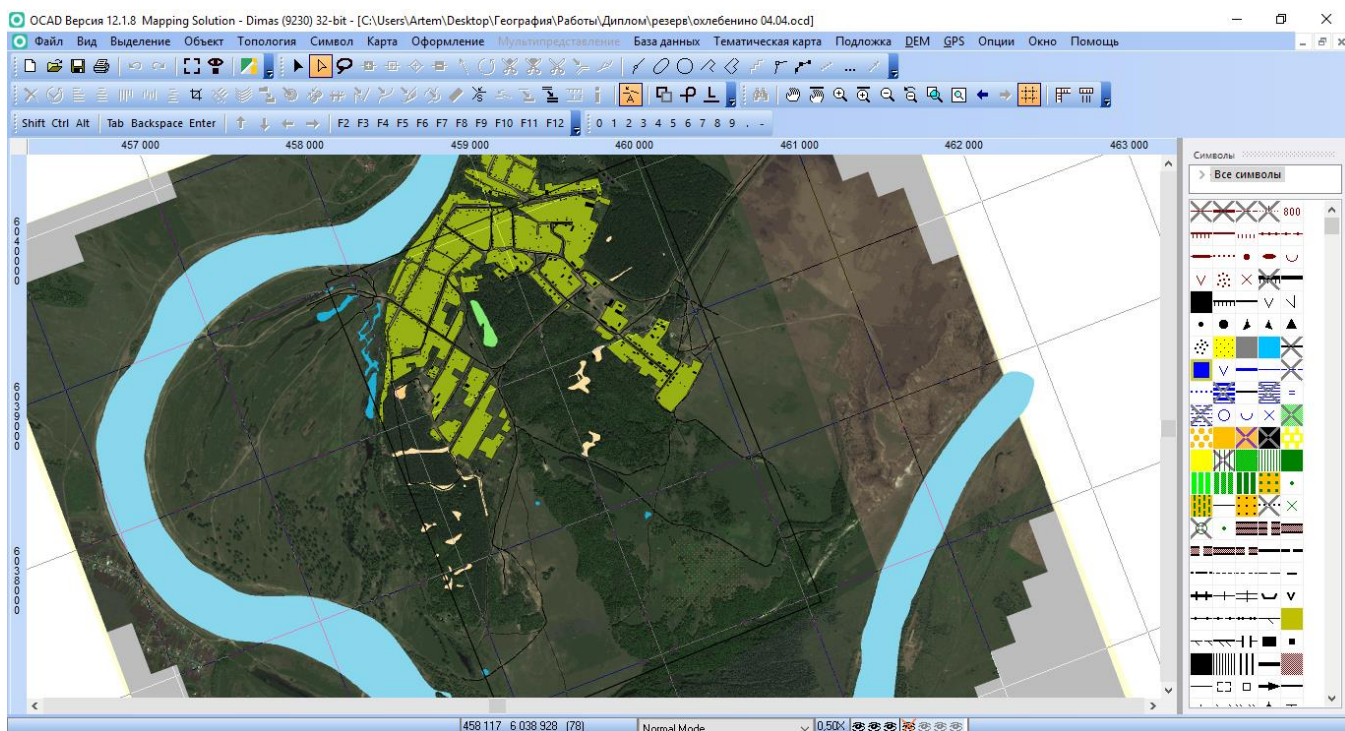 OCAD Версия 12.1.8 Mapping Solution - Dimas (9230) 32-bit - [C:\Users\Artem\Desktop\География\Работы\Диплом\резерв\охлебенино 04.04.ocd]
Файл Вид Выделение Объект Топология Символ Карта Оформление Мультипредставление База данных Тематическая карта Подложка DEM GPS Опции Окно Помощь
Shift Ctrl Alt Tab Backspace Enter F2 F3 F4 F5 F6 F7 F8 F9 F10 F11 F12 0 1 2 3 4 5 6 7 8 9 . -
457 000 458 000 459 000 460 000 461 000 462 000 463 000
Символы
Все символы
800
6040000
6039000
6038000
458 117 6 038 928 (78) Normal Mode 0,50X